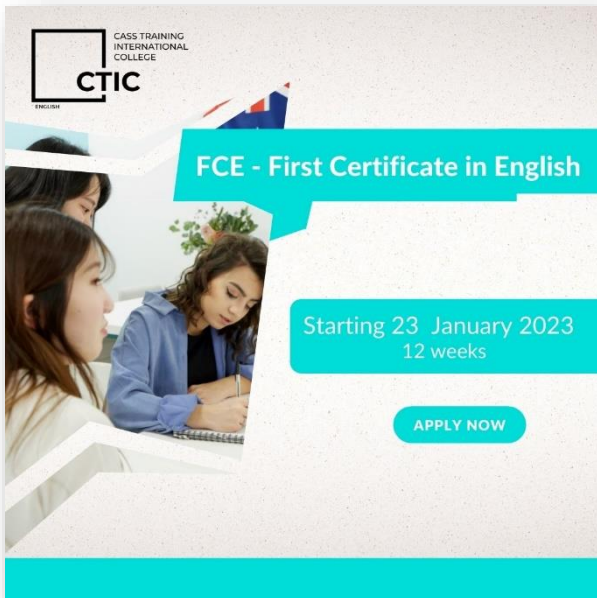 CASS TRAINING
INTERNATIONAL
COLLEGE
CTIC
ENGLISH
FCE - First Certificate in English
Starting 23 January 2023
12 weeks
APPLY NOW